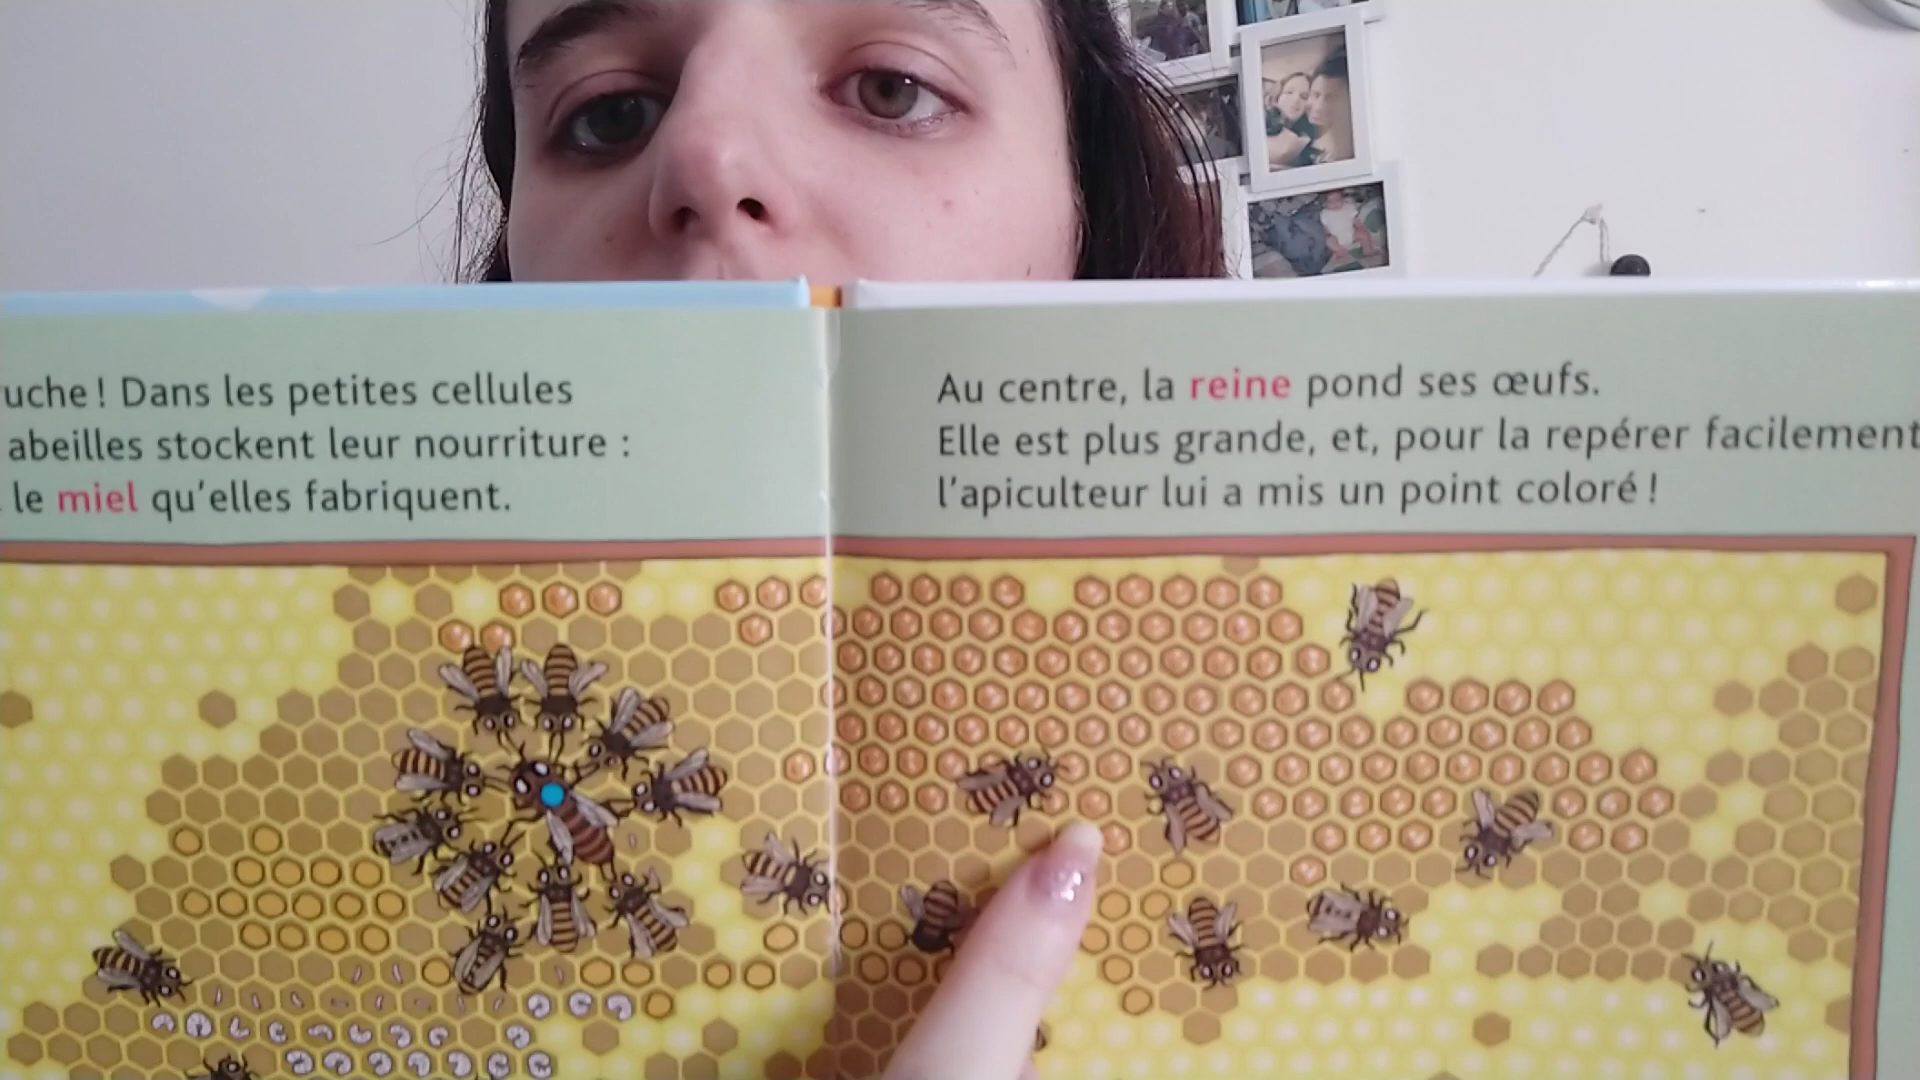 uche ! Dans les petites cellules
abeilles stockent leur nourriture :
le miel qu'elles fabriquent.
Au centre, la reine pond ses œufs.
Elle est plus grande, et, pour la repérer facilement
l'apiculteur lui a mis un point coloré !